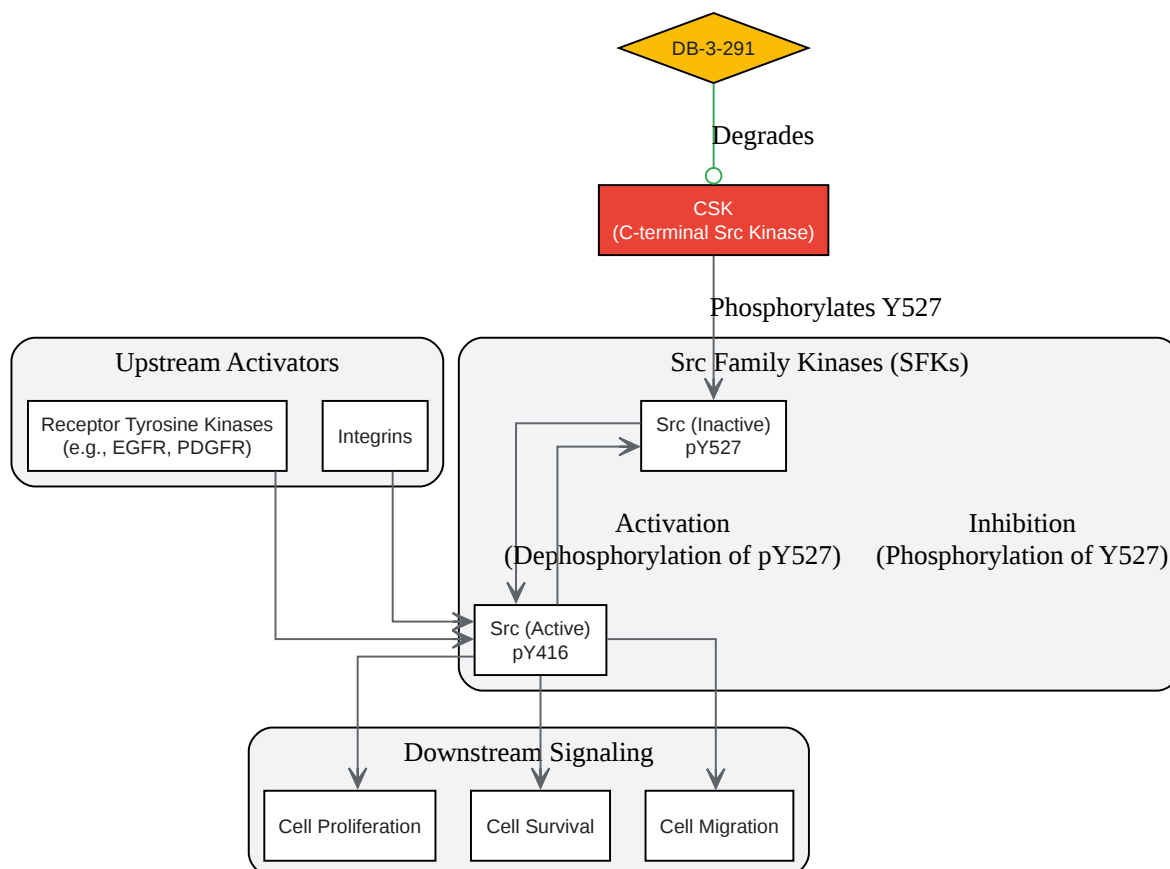 DB-3-291
Degrades
CSK
(C-terminal Src Kinase)
Phosphorylates Y527
Upstream Activators
Receptor Tyrosine Kinases
(e.g., EGFR, PDGFR)
Integrins
Src Family Kinases (SFKs)
Src (Inactive)
pY527
Activation
(Dephosphorylation of pY527)
Inhibition
(Phosphorylation of Y527)
Src (Active)
pY416
Downstream Signaling
Cell Proliferation
Cell Survival
Cell Migration